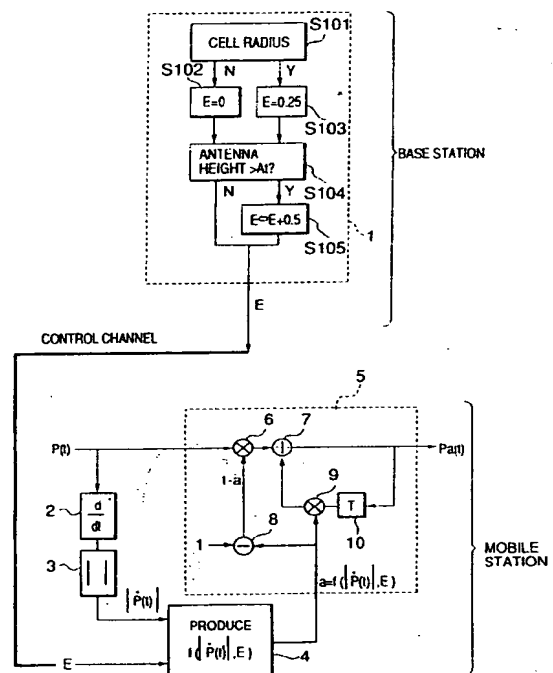 S101
CELL RADIUS
S102 N Y
E=0 E=0.25
S103
ANTENNA
HEIGHT >At?
S104
N Y
E⇦E+0.5
S105
1
BASE STATION
E
CONTROL CHANNEL
5
6 7
P(t) Pa(t)
1-a
9
2 d/dt
8 T
1 − 10
3 | |
a=f(|Ṗ(t)|,E)
MOBILE
STATION
|Ṗ(t)|
PRODUCE
f(|Ṗ(t)|,E)
4
E